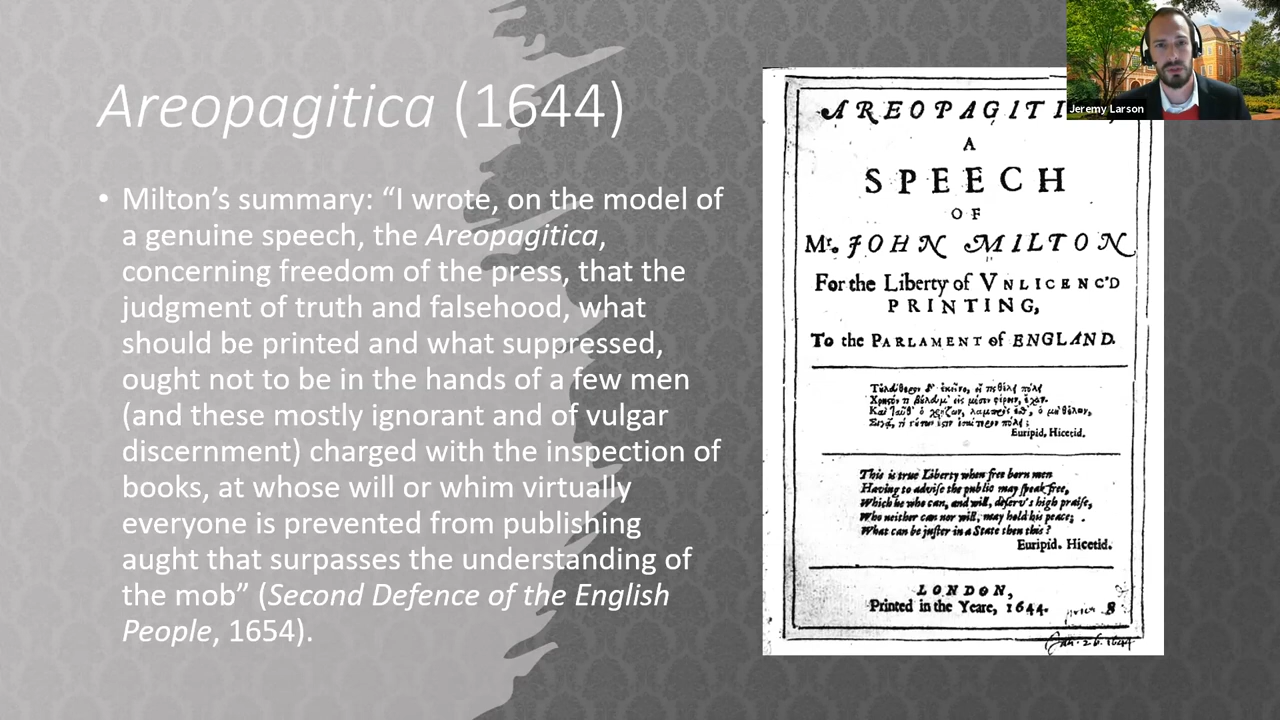 Areopagitica (1644)
• Milton’s summary: “I wrote, on the model of
a genuine speech, the Areopagitica,
concerning freedom of the press, that the
judgment of truth and falsehood, what
should be printed and what suppressed,
ought not to be in the hands of a few men
(and these mostly ignorant and of vulgar
discernment) charged with the inspection of
books, at whose will or whim virtually
everyone is prevented from publishing
aught that surpasses the understanding of
the mob” (Second Defence of the English
People, 1654).
Jeremy Larson
AREOPAGITI
A
SPEECH
OF
Mr. JOHN MILTON
For the Liberty of VNLICENC'D
PRINTING,
To the PARLAMENT of ENGLAND.
Euripid. Hicetid.
This is true Liberty when free born men
Having to advise the public may speak free,
Which he who can, and will, deserv's high praise,
Who neither can nor will, may hold his peace;
What can be juster in a State then this?
Euripid. Hicetid.
LONDON,
Printed in the Yeare, 1644.